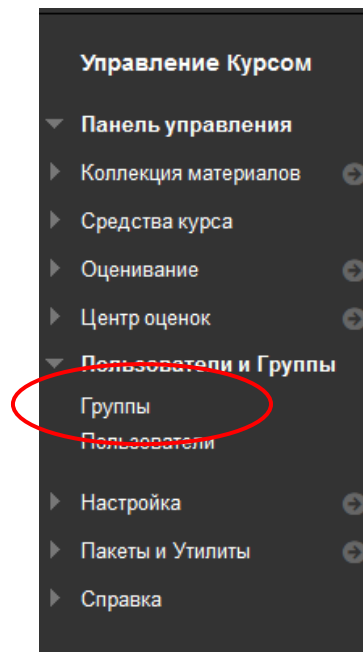 Управление Курсом
Панель управления
Коллекция материалов
Средства курса
Оценивание
Центр оценок
Пользователи и Группы
Группы
Пользователи
Настройка
Пакеты и Утилиты
Справка